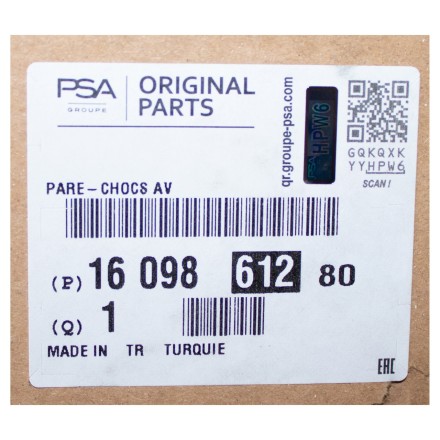 PSA
GROUPE
ORIGINAL
PARTS
qr.groupe-psa.com
PSA HPW6
GQKQXK
YYHPW6
SCAN!
PARE-CHOCS AV
(P) 16 098 612 80
(Q) 1
MADE IN TR TURQUIE
EAC